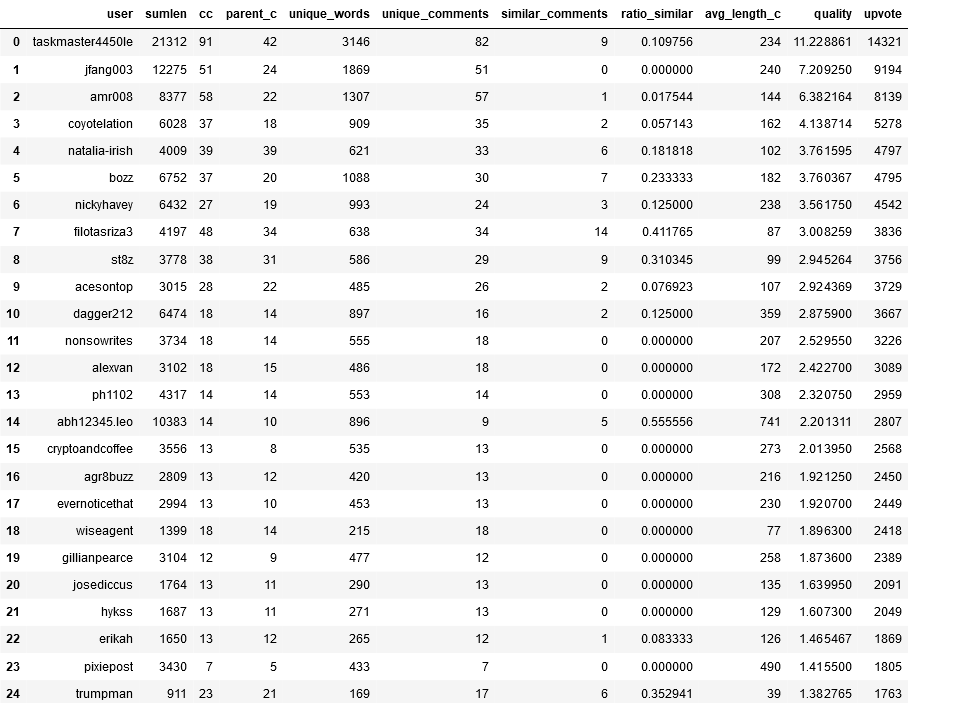 user sumlen cc parent_c unique_words unique_comments similar_comments ratio_similar avg_length_c quality upvote
0 taskmaster4450le 21312 91 42 3146 82 9 0.109756 234 11.228861 14321
1 jfang003 12275 51 24 1869 51 0 0.000000 240 7.209250 9194
2 amr008 8377 58 22 1307 57 1 0.017544 144 6.382164 8139
3 coyotelation 6028 37 18 909 35 2 0.057143 162 4.138714 5278
4 natalia-irish 4009 39 39 621 33 6 0.181818 102 3.761595 4797
5 bozz 6752 37 20 1088 30 7 0.233333 182 3.760367 4795
6 nickyhavey 6432 27 19 993 24 3 0.125000 238 3.561750 4542
7 filotasriza3 4197 48 34 638 34 14 0.411765 87 3.008259 3836
8 st8z 3778 38 31 586 29 9 0.310345 99 2.945264 3756
9 acesontop 3015 28 22 485 26 2 0.076923 107 2.924369 3729
10 dagger212 6474 18 14 897 16 2 0.125000 359 2.875900 3667
11 nonsowrites 3734 18 14 555 18 0 0.000000 207 2.529550 3226
12 alexvan 3102 18 15 486 18 0 0.000000 172 2.422700 3089
13 ph1102 4317 14 14 553 14 0 0.000000 308 2.320750 2959
14 abh12345.leo 10383 14 10 896 9 5 0.555556 741 2.201311 2807
15 cryptoandcoffee 3556 13 8 535 13 0 0.000000 273 2.013950 2568
16 agr8buzz 2809 13 12 420 13 0 0.000000 216 1.921250 2450
17 evernoticethat 2994 13 10 453 13 0 0.000000 230 1.920700 2449
18 wiseagent 1399 18 14 215 18 0 0.000000 77 1.896300 2418
19 gillianpearce 3104 12 9 477 12 0 0.000000 258 1.873600 2389
20 josediccus 1764 13 11 290 13 0 0.000000 135 1.639950 2091
21 hykss 1687 13 11 271 13 0 0.000000 129 1.607300 2049
22 erikah 1650 13 12 265 12 1 0.083333 126 1.465467 1869
23 pixiepost 3430 7 5 433 7 0 0.000000 490 1.415500 1805
24 trumpman 911 23 21 169 17 6 0.352941 39 1.382765 1763